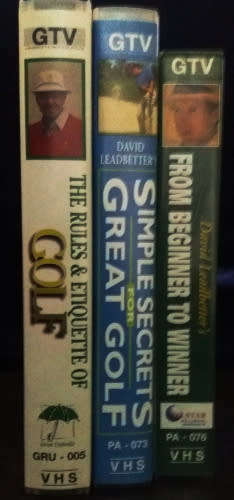 GTV
THE RULES & ETIQUETTE OF
GOLF
GRU - 005
VHS
GTV
DAVID
LEADBETTER'S
SIMPLE SECRETS
FOR
GREAT GOLF
PA - 073
VHS
GTV
David Leadbetter's
FROM BEGINNER TO WINNER
STAR
PA - 076
VHS